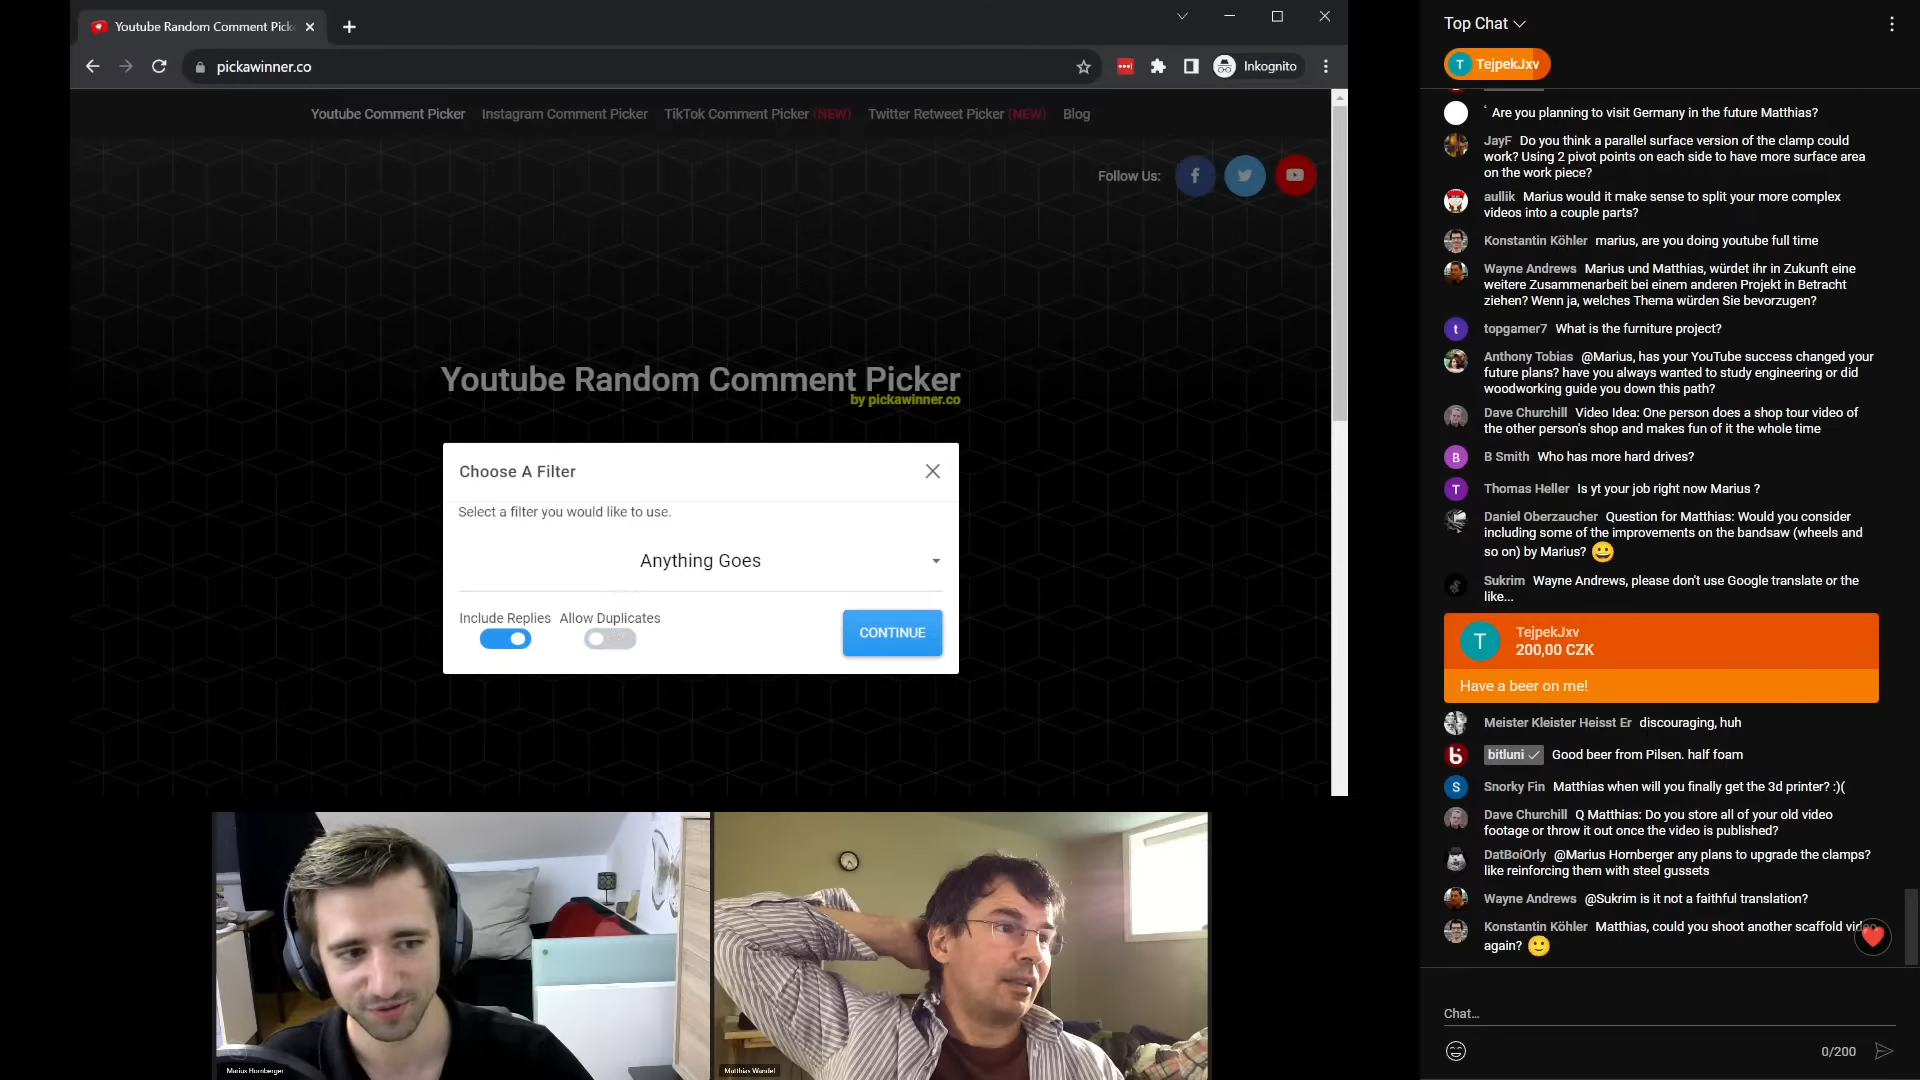 Youtube Random Comment Pick
pickawinner.co
Inkognito
Youtube Comment Picker Instagram Comment Picker TikTok Comment Picker (NEW) Twitter Retweet Picker (NEW) Blog
Follow Us:
Youtube Random Comment Picker
by pickawinner.co
Choose A Filter
Select a filter you would like to use.
Anything Goes
Include Replies Allow Duplicates
CONTINUE
Marius Hornberger
Matthias Wandel
Top Chat
T TejpekJxv
Are you planning to visit Germany in the future Matthias?
JayF Do you think a parallel surface version of the clamp could
work? Using 2 pivot points on each side to have more surface area
on the work piece?
aullik Marius would it make sense to split your more complex
videos into a couple parts?
Konstantin Köhler marius, are you doing youtube full time
Wayne Andrews Marius und Matthias, würdet ihr in Zukunft eine
weitere Zusammenarbeit bei einem anderen Projekt in Betracht
ziehen? Wenn ja, welches Thema würden Sie bevorzugen?
t topgamer7 What is the furniture project?
Anthony Tobias @Marius, has your YouTube success changed your
future plans? have you always wanted to study engineering or did
woodworking guide you down this path?
Dave Churchill Video Idea: One person does a shop tour video of
the other person's shop and makes fun of it the whole time
B B Smith Who has more hard drives?
T Thomas Heller Is yt your job right now Marius ?
Daniel Oberzaucher Question for Matthias: Would you consider
including some of the improvements on the bandsaw (wheels and
so on) by Marius? 😀
Sukrim Wayne Andrews, please don't use Google translate or the
like...
T TejpekJxv
200,00 CZK
Have a beer on me!
Meister Kleister Heisst Er discouraging, huh
b bitluni Good beer from Pilsen. half foam
S Snorky Fin Matthias when will you finally get the 3d printer? :)(
Dave Churchill Q Matthias: Do you store all of your old video
footage or throw it out once the video is published?
DatBoiOrly @Marius Hornberger any plans to upgrade the clamps?
like reinforcing them with steel gussets
Wayne Andrews @Sukrim is it not a faithful translation?
Konstantin Köhler Matthias, could you shoot another scaffold video
again? 🙂
Chat...
0/200